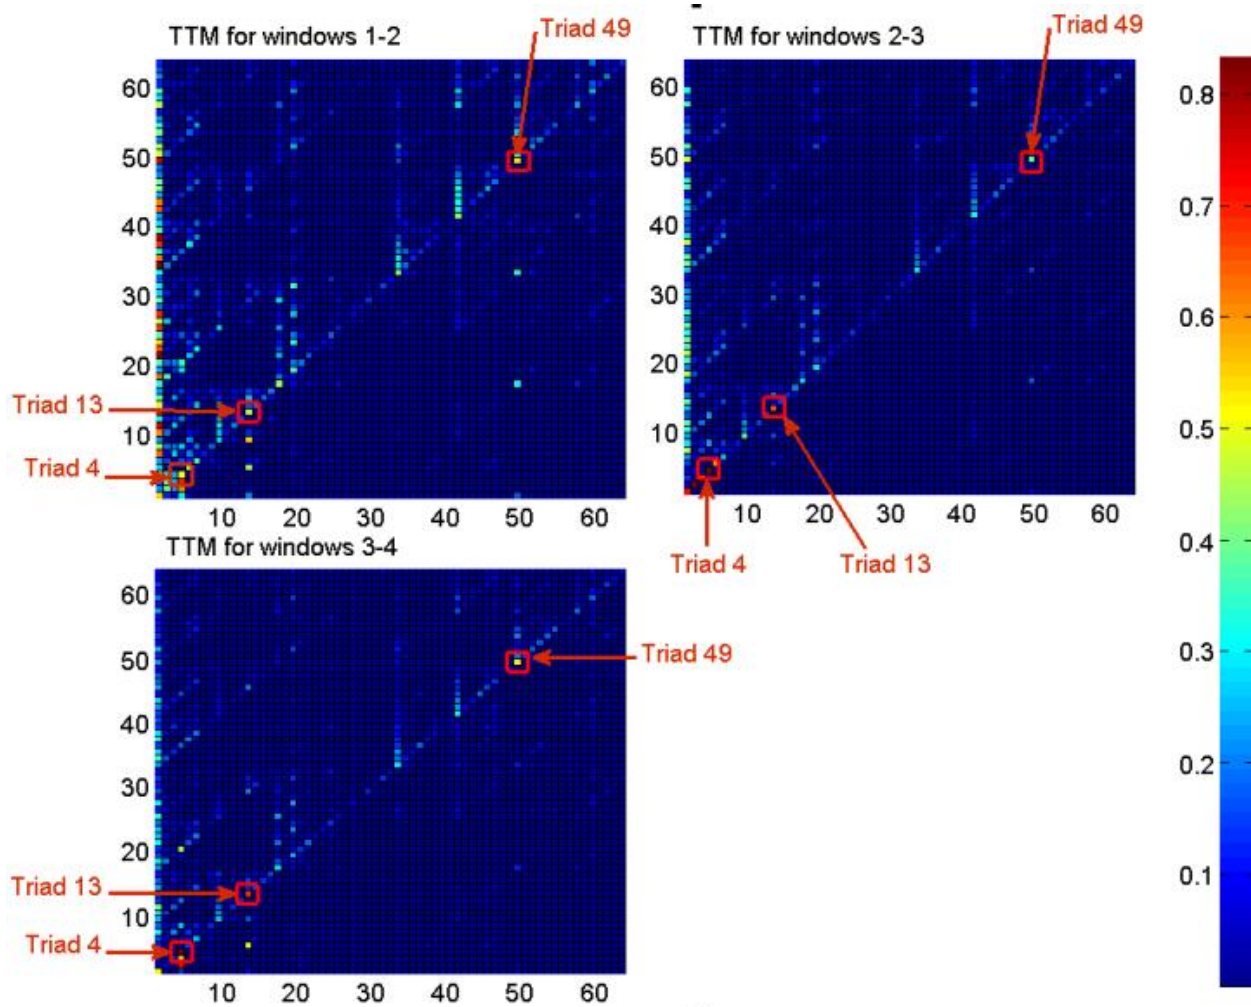 Triad 49
Triad 49
TTM for windows 1-2
TTM for windows 2-3
60
50
40
30
20
10
Triad 13
Triad 4
10 20 30 40 50 60
60
50
40
30
20
10
10 20 30 40 50 60
Triad 4
Triad 13
0.8
0.7
0.6
0.5
0.4
0.3
0.2
0.1
TTM for windows 3-4
60
50
40
30
20
10
Triad 49
Triad 13
Triad 4
10 20 30 40 50 60